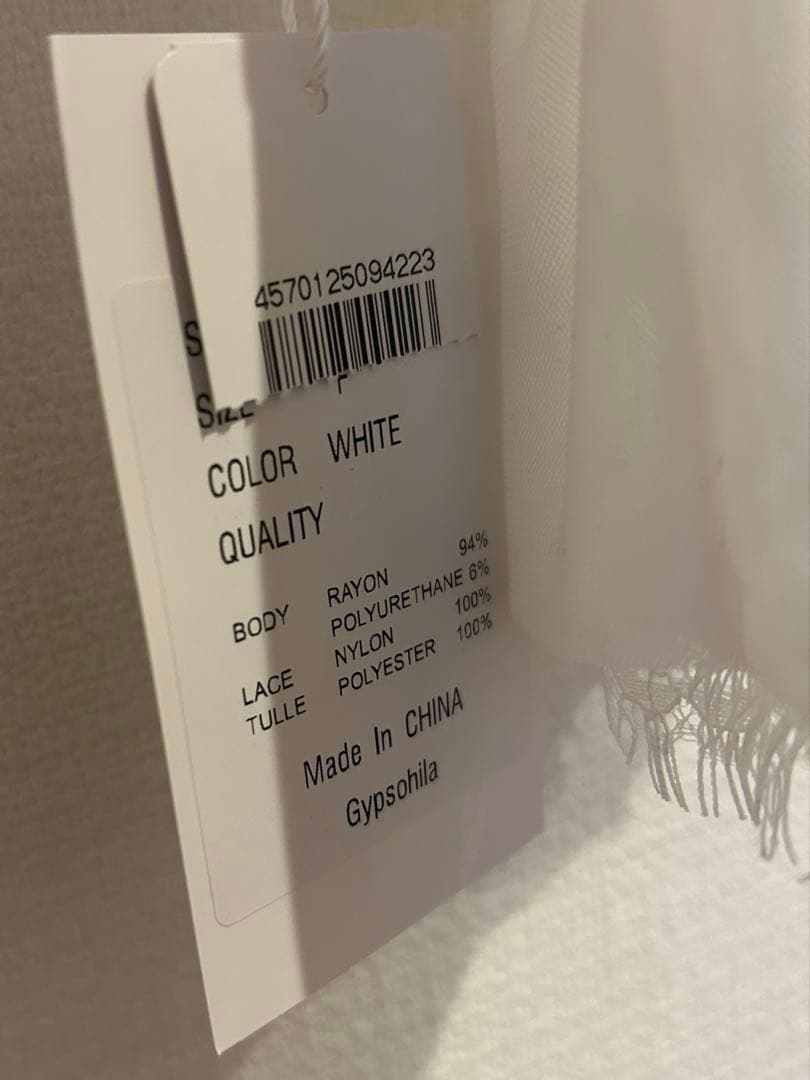 4570125094223
SIZE
COLOR WHITE
QUALITY
BODY RAYON 94%
POLYURETHANE 6%
LACE NYLON 100%
TULLE POLYESTER 100%
Made In CHINA
Gypsohila